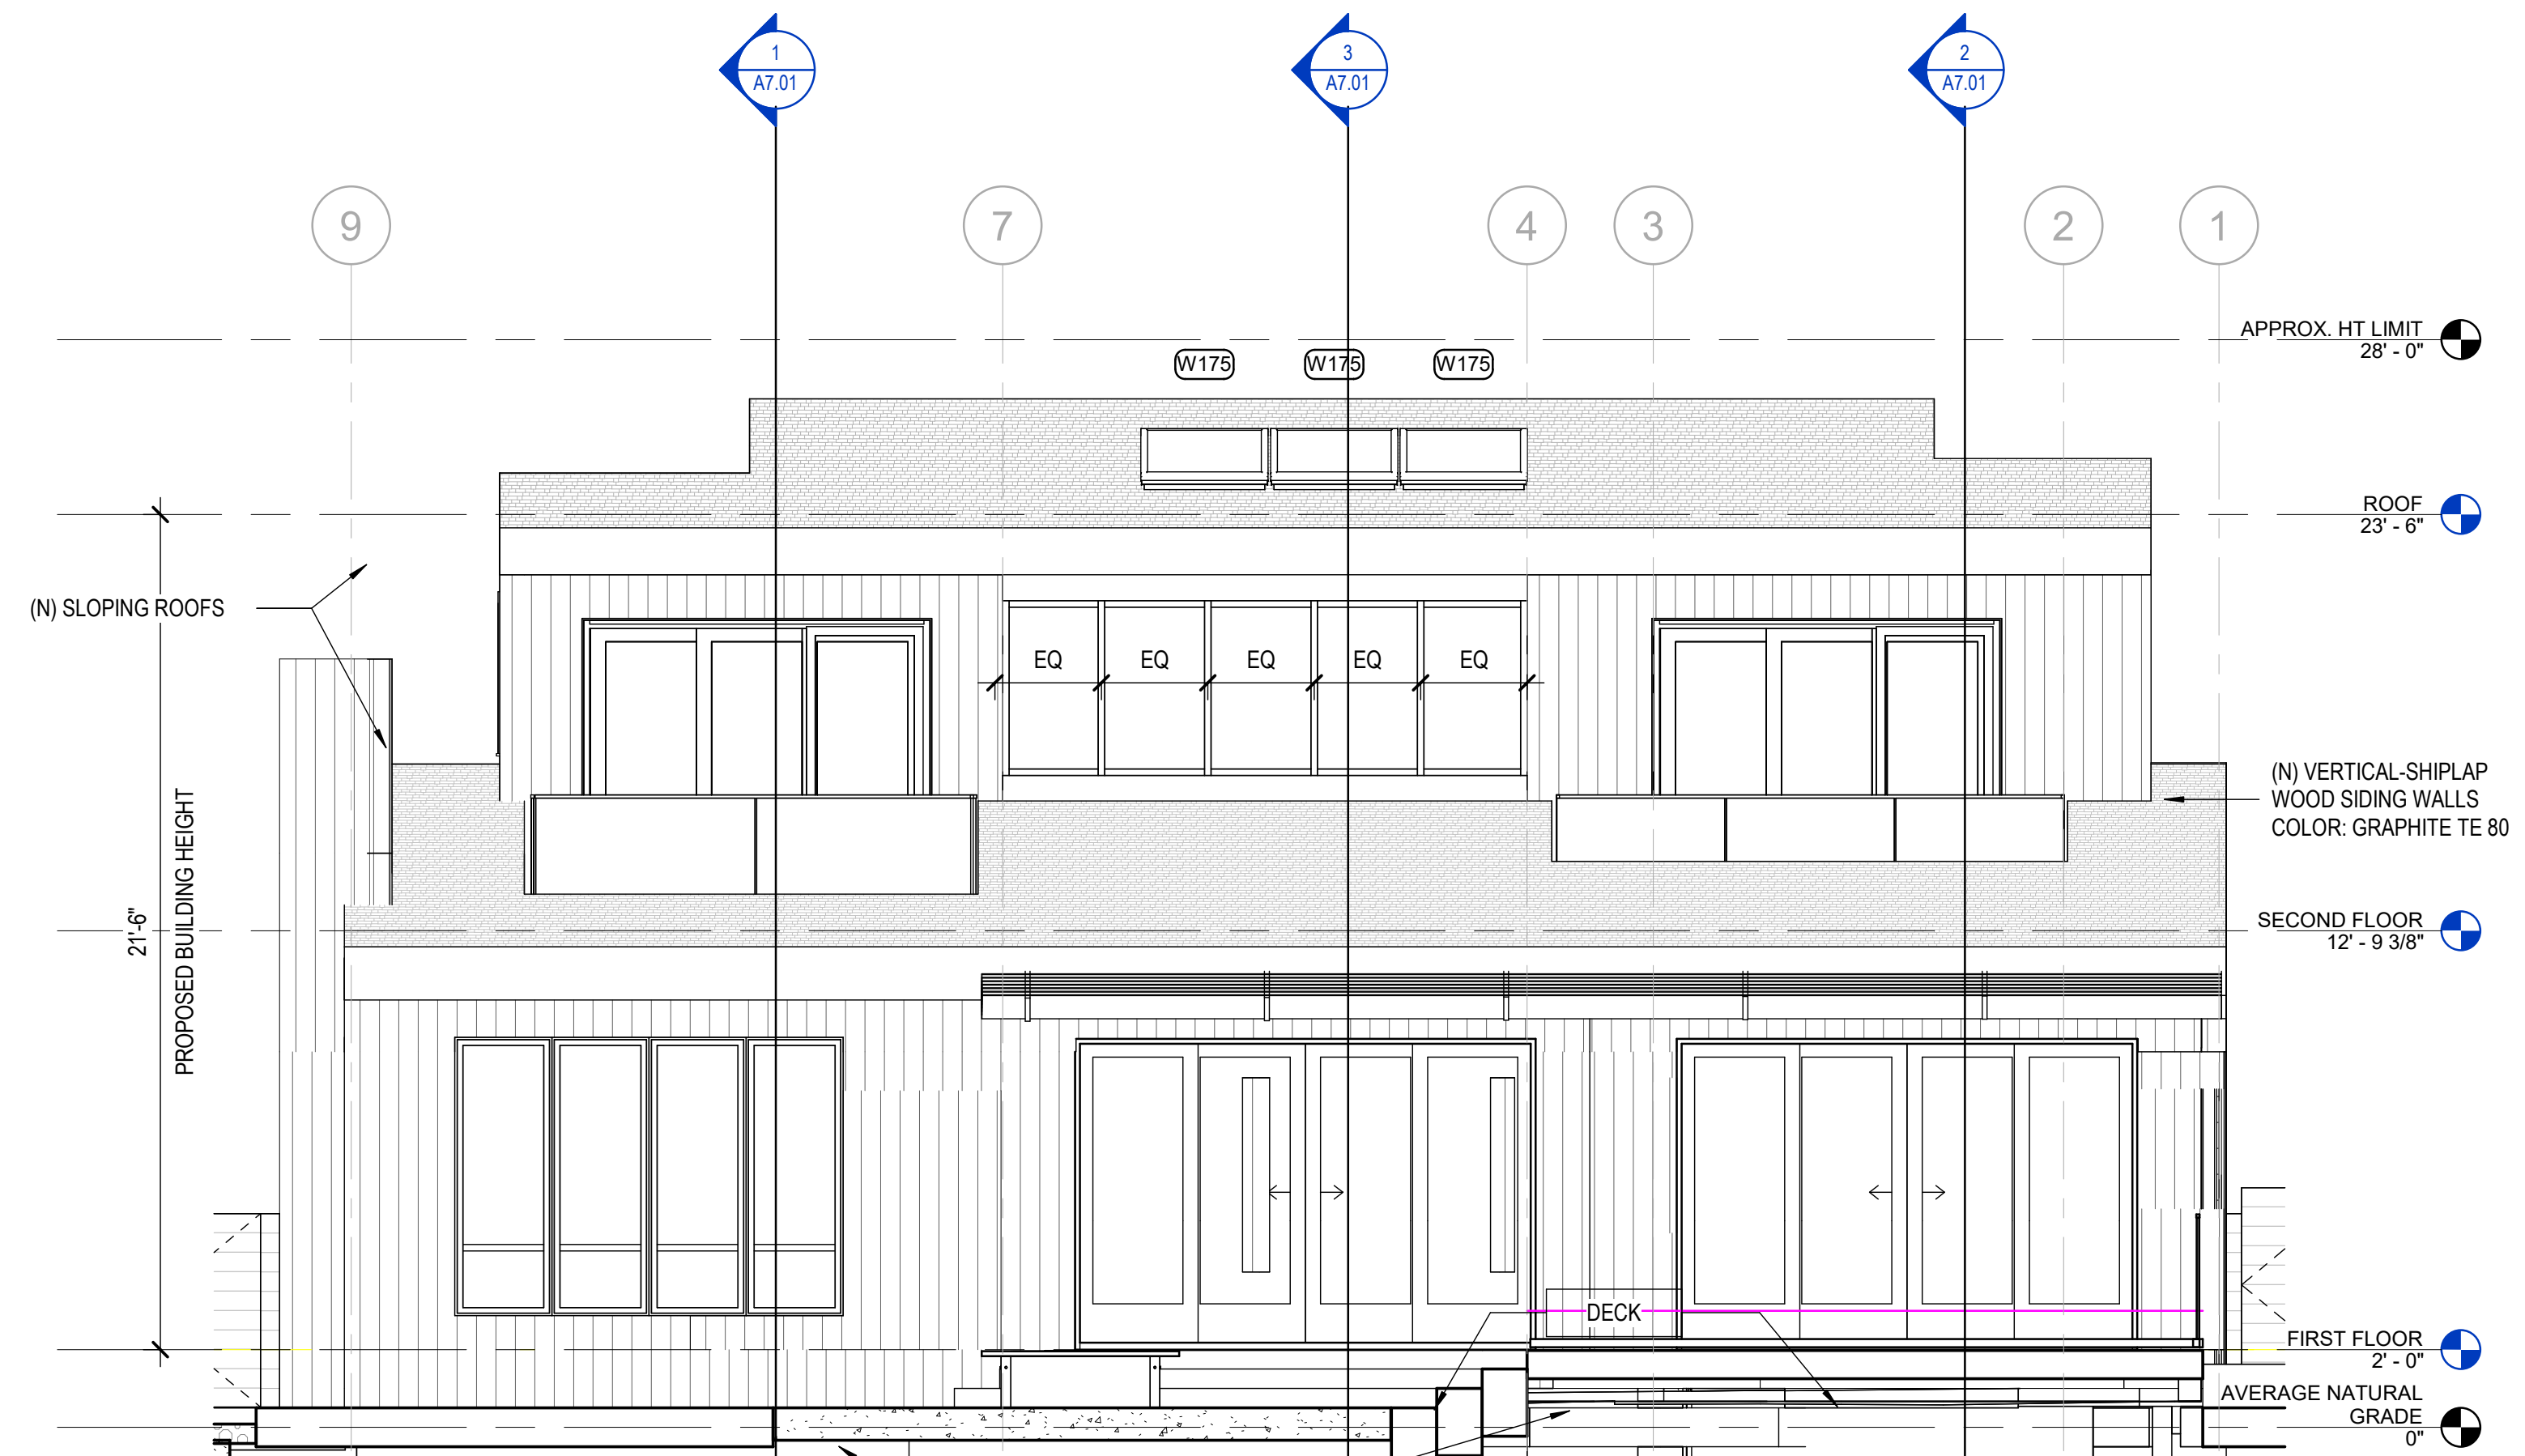 1
A7.01
3
A7.01
2
A7.01
9
7
4
3
2
1
APPROX. HT LIMIT
28' - 0"
W175
W175
W175
ROOF
23' - 6"
(N) SLOPING ROOFS
EQ
EQ
EQ
EQ
EQ
(N) VERTICAL-SHIPLAP
WOOD SIDING WALLS
COLOR: GRAPHITE TE 80
21'-6"
PROPOSED BUILDING HEIGHT
SECOND FLOOR
12' - 9 3/8"
DECK
FIRST FLOOR
2' - 0"
AVERAGE NATURAL
GRADE
0"